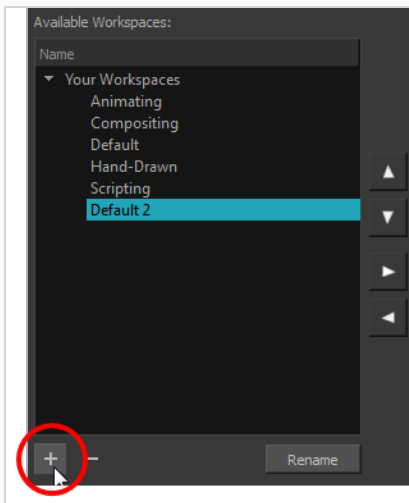 Available Workspaces:
Name
Your Workspaces
Animating
Compositing
Default
Hand-Drawn
Scripting
Default 2
+ −
Rename